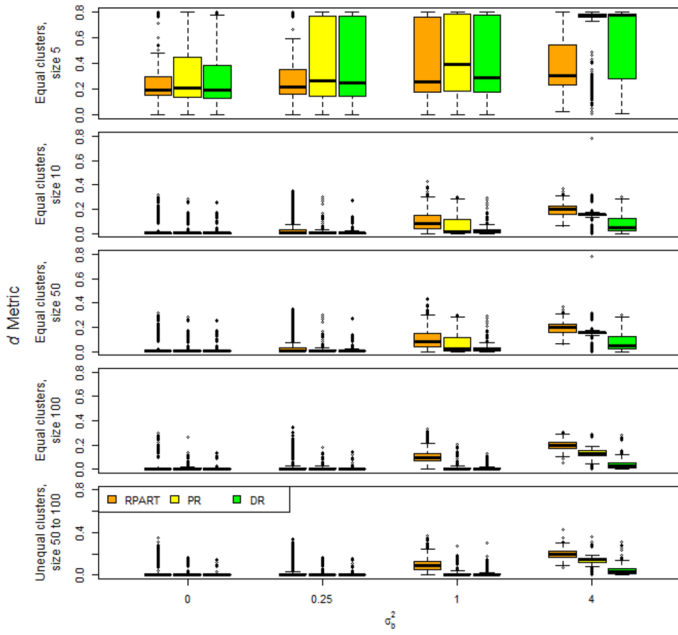 Equal clusters,
size 5
0.0 0.2 0.4 0.6 0.8
Equal clusters,
size 10
0.0 0.2 0.4 0.6 0.8
d Metric
Equal clusters,
size 50
0.0 0.2 0.4 0.6 0.8
Equal clusters,
size 100
0.0 0.2 0.4 0.6 0.8
Unequal clusters,
size 50 to 100
0.0 0.4
RPART PR DR
0 0.25 1 4
σ²b